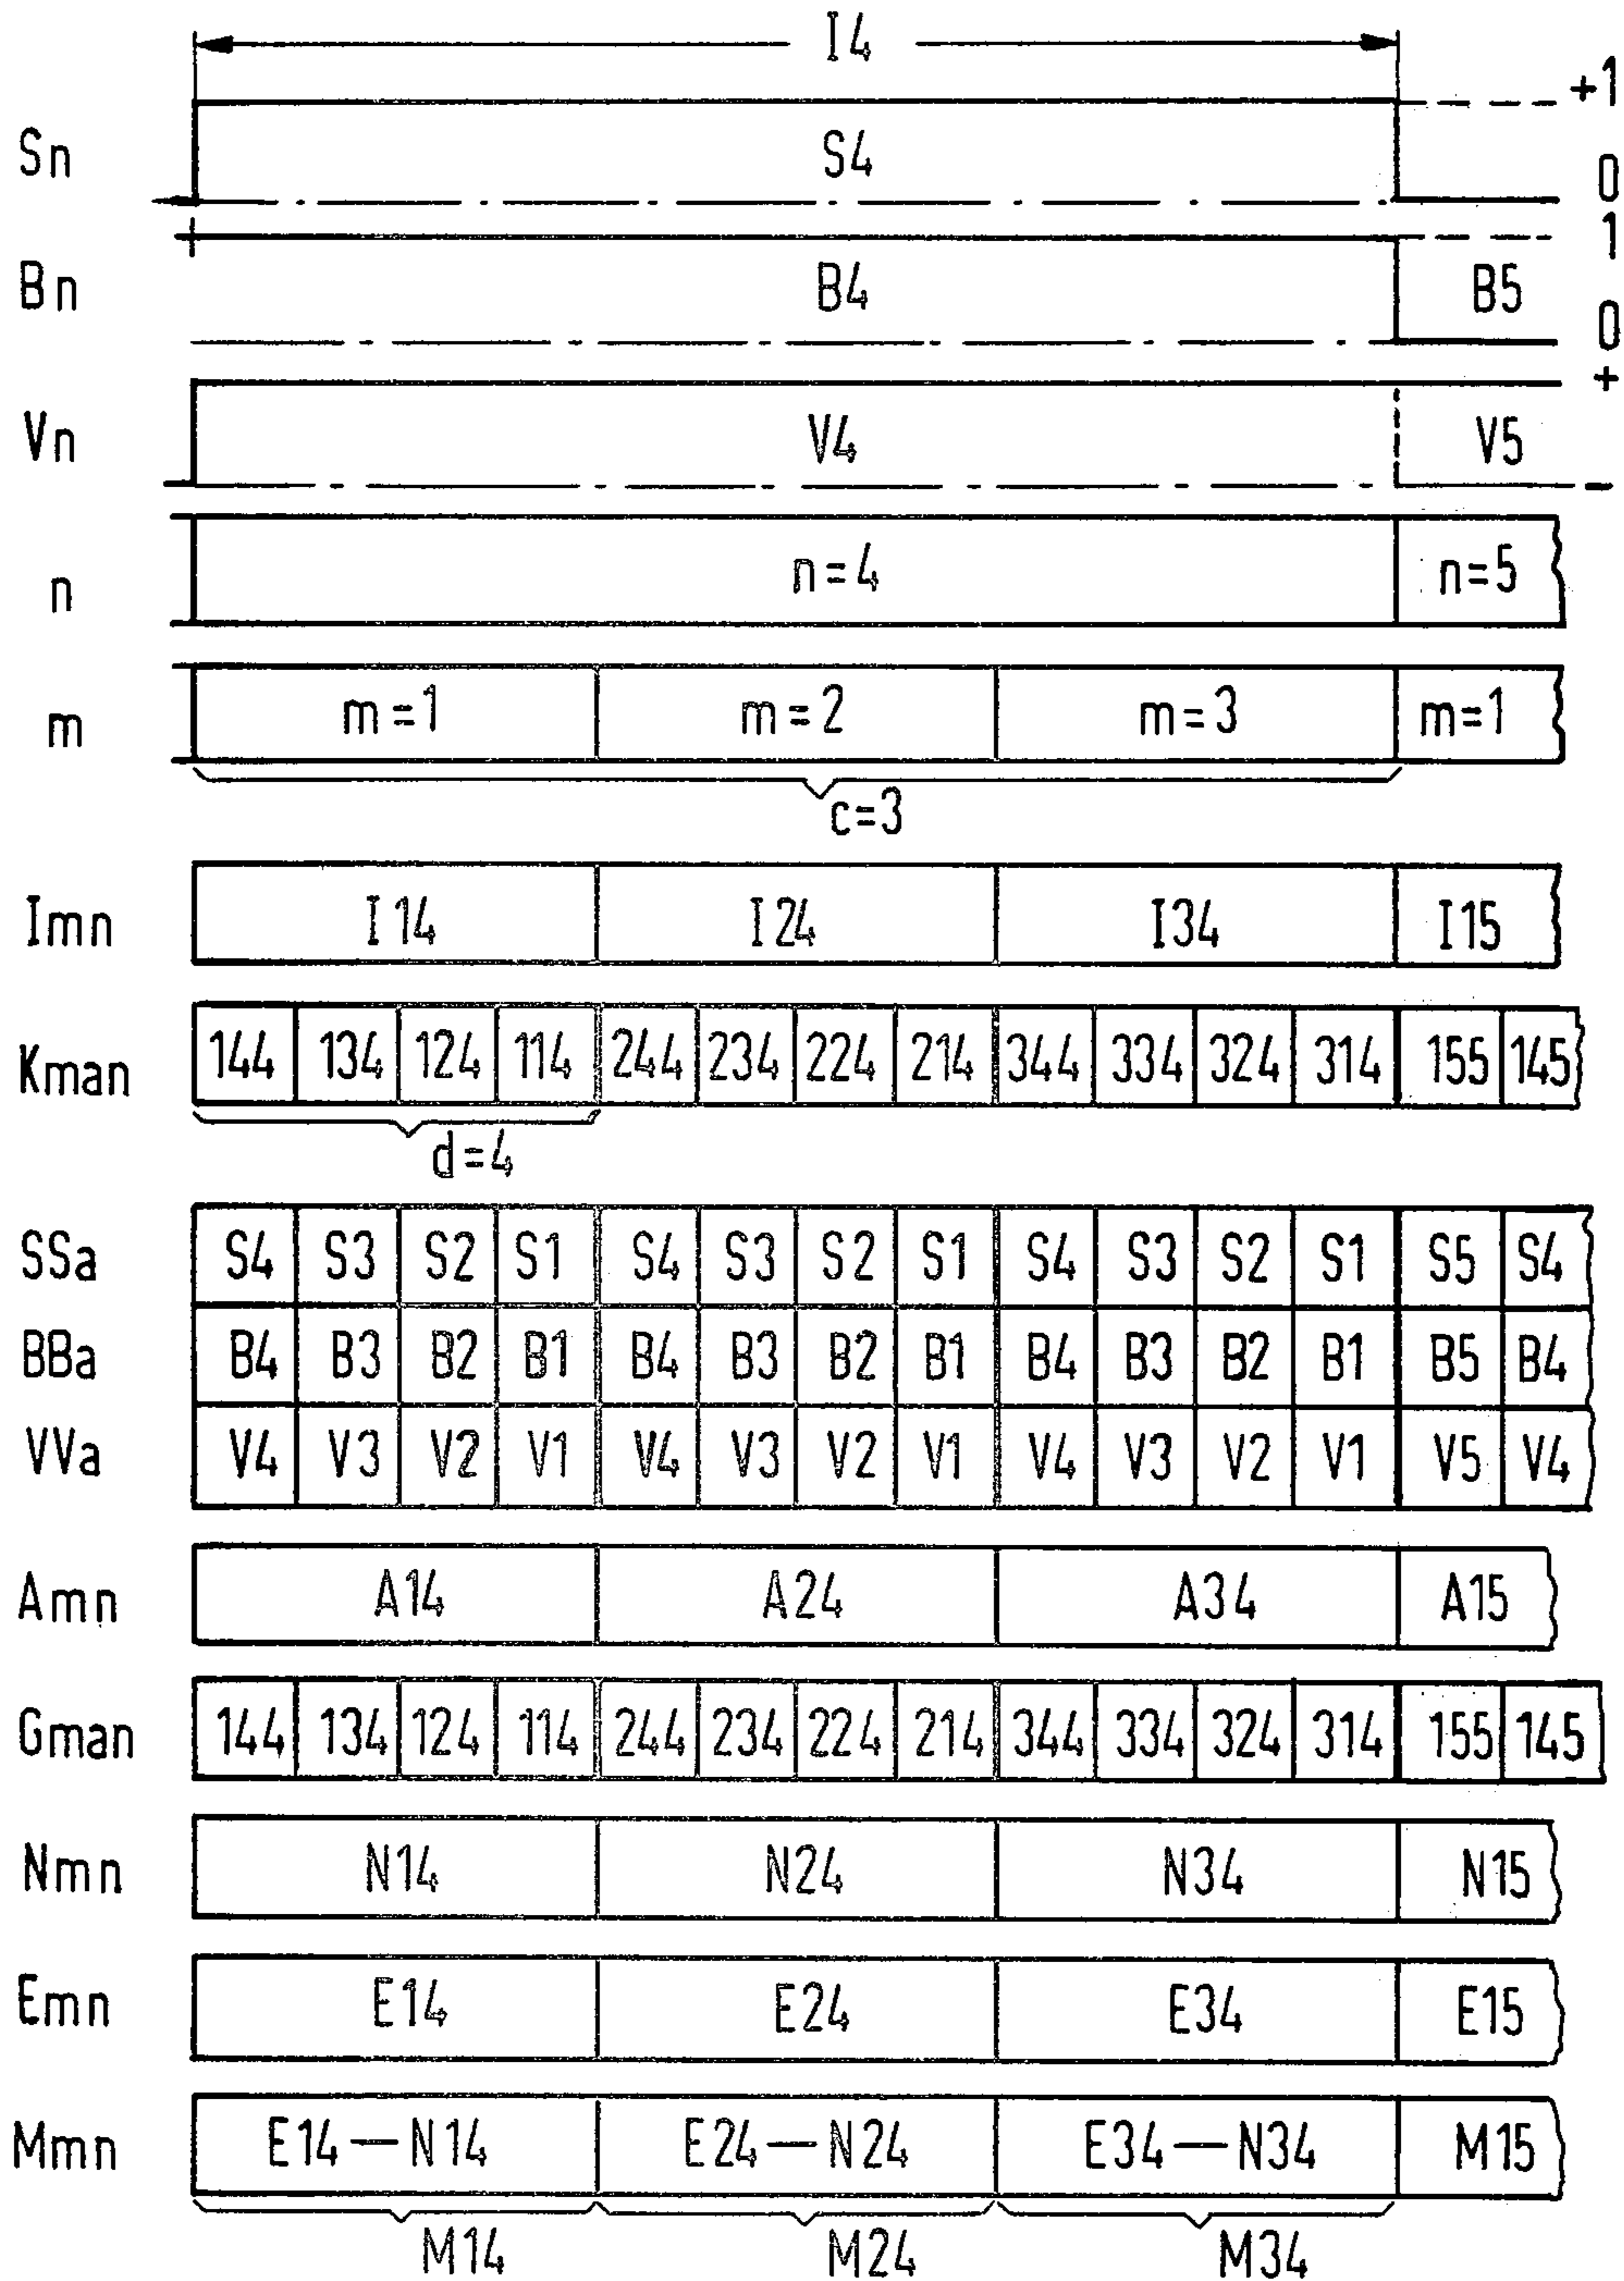 I4
+1
Sn S4 0
1
Bn B4 B5 0
+
Vn V4 V5 -
n n=4 n=5
m m=1 m=2 m=3 m=1
c=3
Imn I14 I24 I34 I15
Kman 144 134 124 114 244 234 224 214 344 334 324 314 155 145
d=4
SSa S4 S3 S2 S1 S4 S3 S2 S1 S4 S3 S2 S1 S5 S4
BBa B4 B3 B2 B1 B4 B3 B2 B1 B4 B3 B2 B1 B5 B4
VVa V4 V3 V2 V1 V4 V3 V2 V1 V4 V3 V2 V1 V5 V4
Amn A14 A24 A34 A15
Gman 144 134 124 114 244 234 224 214 344 334 324 314 155 145
Nmn N14 N24 N34 N15
Emn E14 E24 E34 E15
Mmn E14—N14 E24—N24 E34—N34 M15
M14 M24 M34